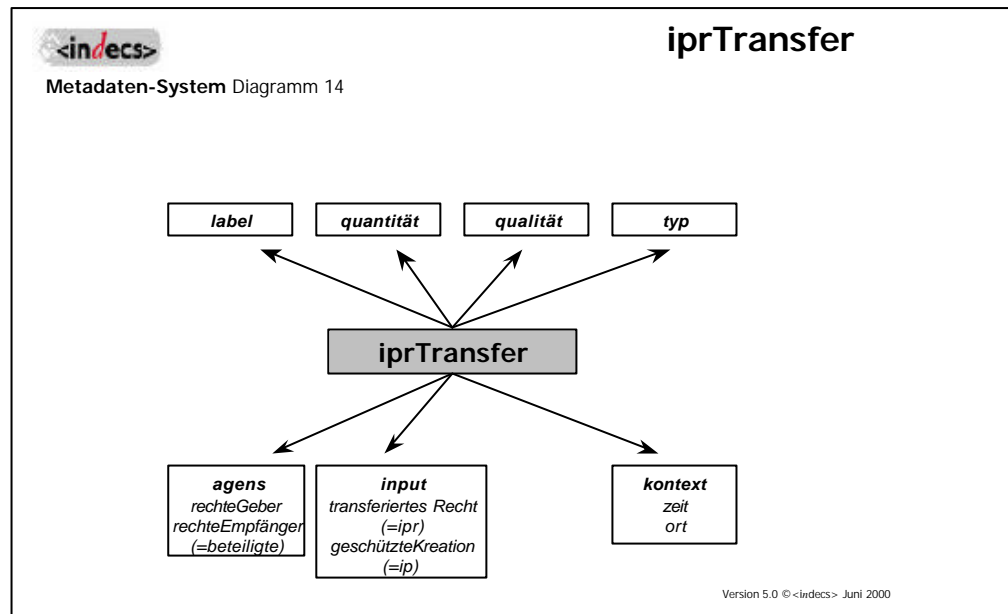 <indecs>
iprTransfer
Metadaten-System Diagramm 14
label
quantität
qualität
typ
iprTransfer
agens
rechteGeber
rechteEmpfänger
(=beteiligte)
input
transferiertes Recht
(=ipr)
geschützteKreation
(=ip)
kontext
zeit
ort
Version 5.0 © <indecs> Juni 2000